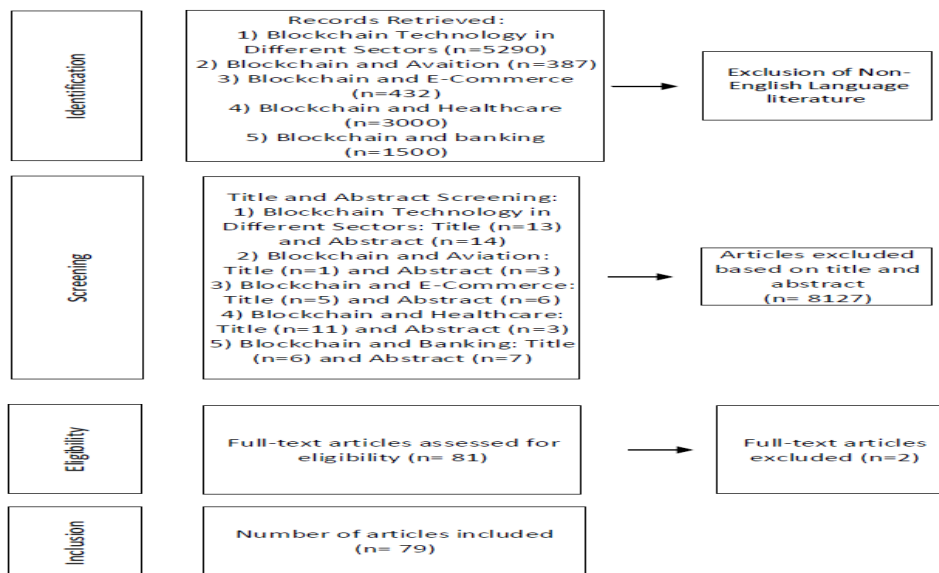 Identification
Records Retrieved:
1) Blockchain Technology in
Different Sectors (n=5290)
2) Blockchain and Avaition (n=387)
3) Blockchain and E-Commerce
(n=432)
4) Blockchain and Healthcare
(n=3000)
5) Blockchain and banking
(n=1500)
Exclusion of Non-
English Language
literature
Screening
Title and Abstract Screening:
1) Blockchain Technology in
Different Sectors: Title (n=13)
and Abstract (n=14)
2) Blockchain and Aviation:
Title (n=1) and Abstract (n=3)
3) Blockchain and E-Commerce:
Title (n=5) and Abstract (n=6)
4) Blockchain and Healthcare:
Title (n=11) and Abstract (n=3)
5) Blockchain and Banking: Title
(n=6) and Abstract (n=7)
Articles excluded
based on title and
abstract
(n= 8127)
Eligibility
Full-text articles assessed for
eligibility (n= 81)
Full-text articles
excluded (n=2)
Inclusion
Number of articles included
(n= 79)